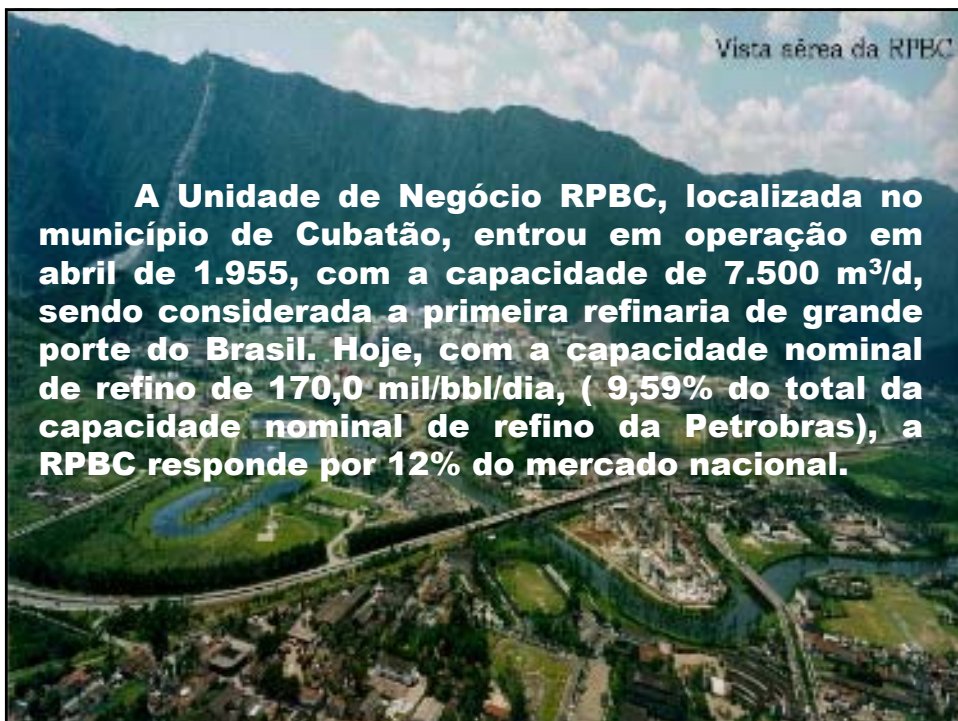 Vista aérea da RPBC
A Unidade de Negócio RPBC, localizada no
município de Cubatão, entrou em operação em
abril de 1.955, com a capacidade de 7.500 m³/d,
sendo considerada a primeira refinaria de grande
porte do Brasil. Hoje, com a capacidade nominal
de refino de 170,0 mil/bbl/dia, ( 9,59% do total da
capacidade nominal de refino da Petrobras), a
RPBC responde por 12% do mercado nacional.